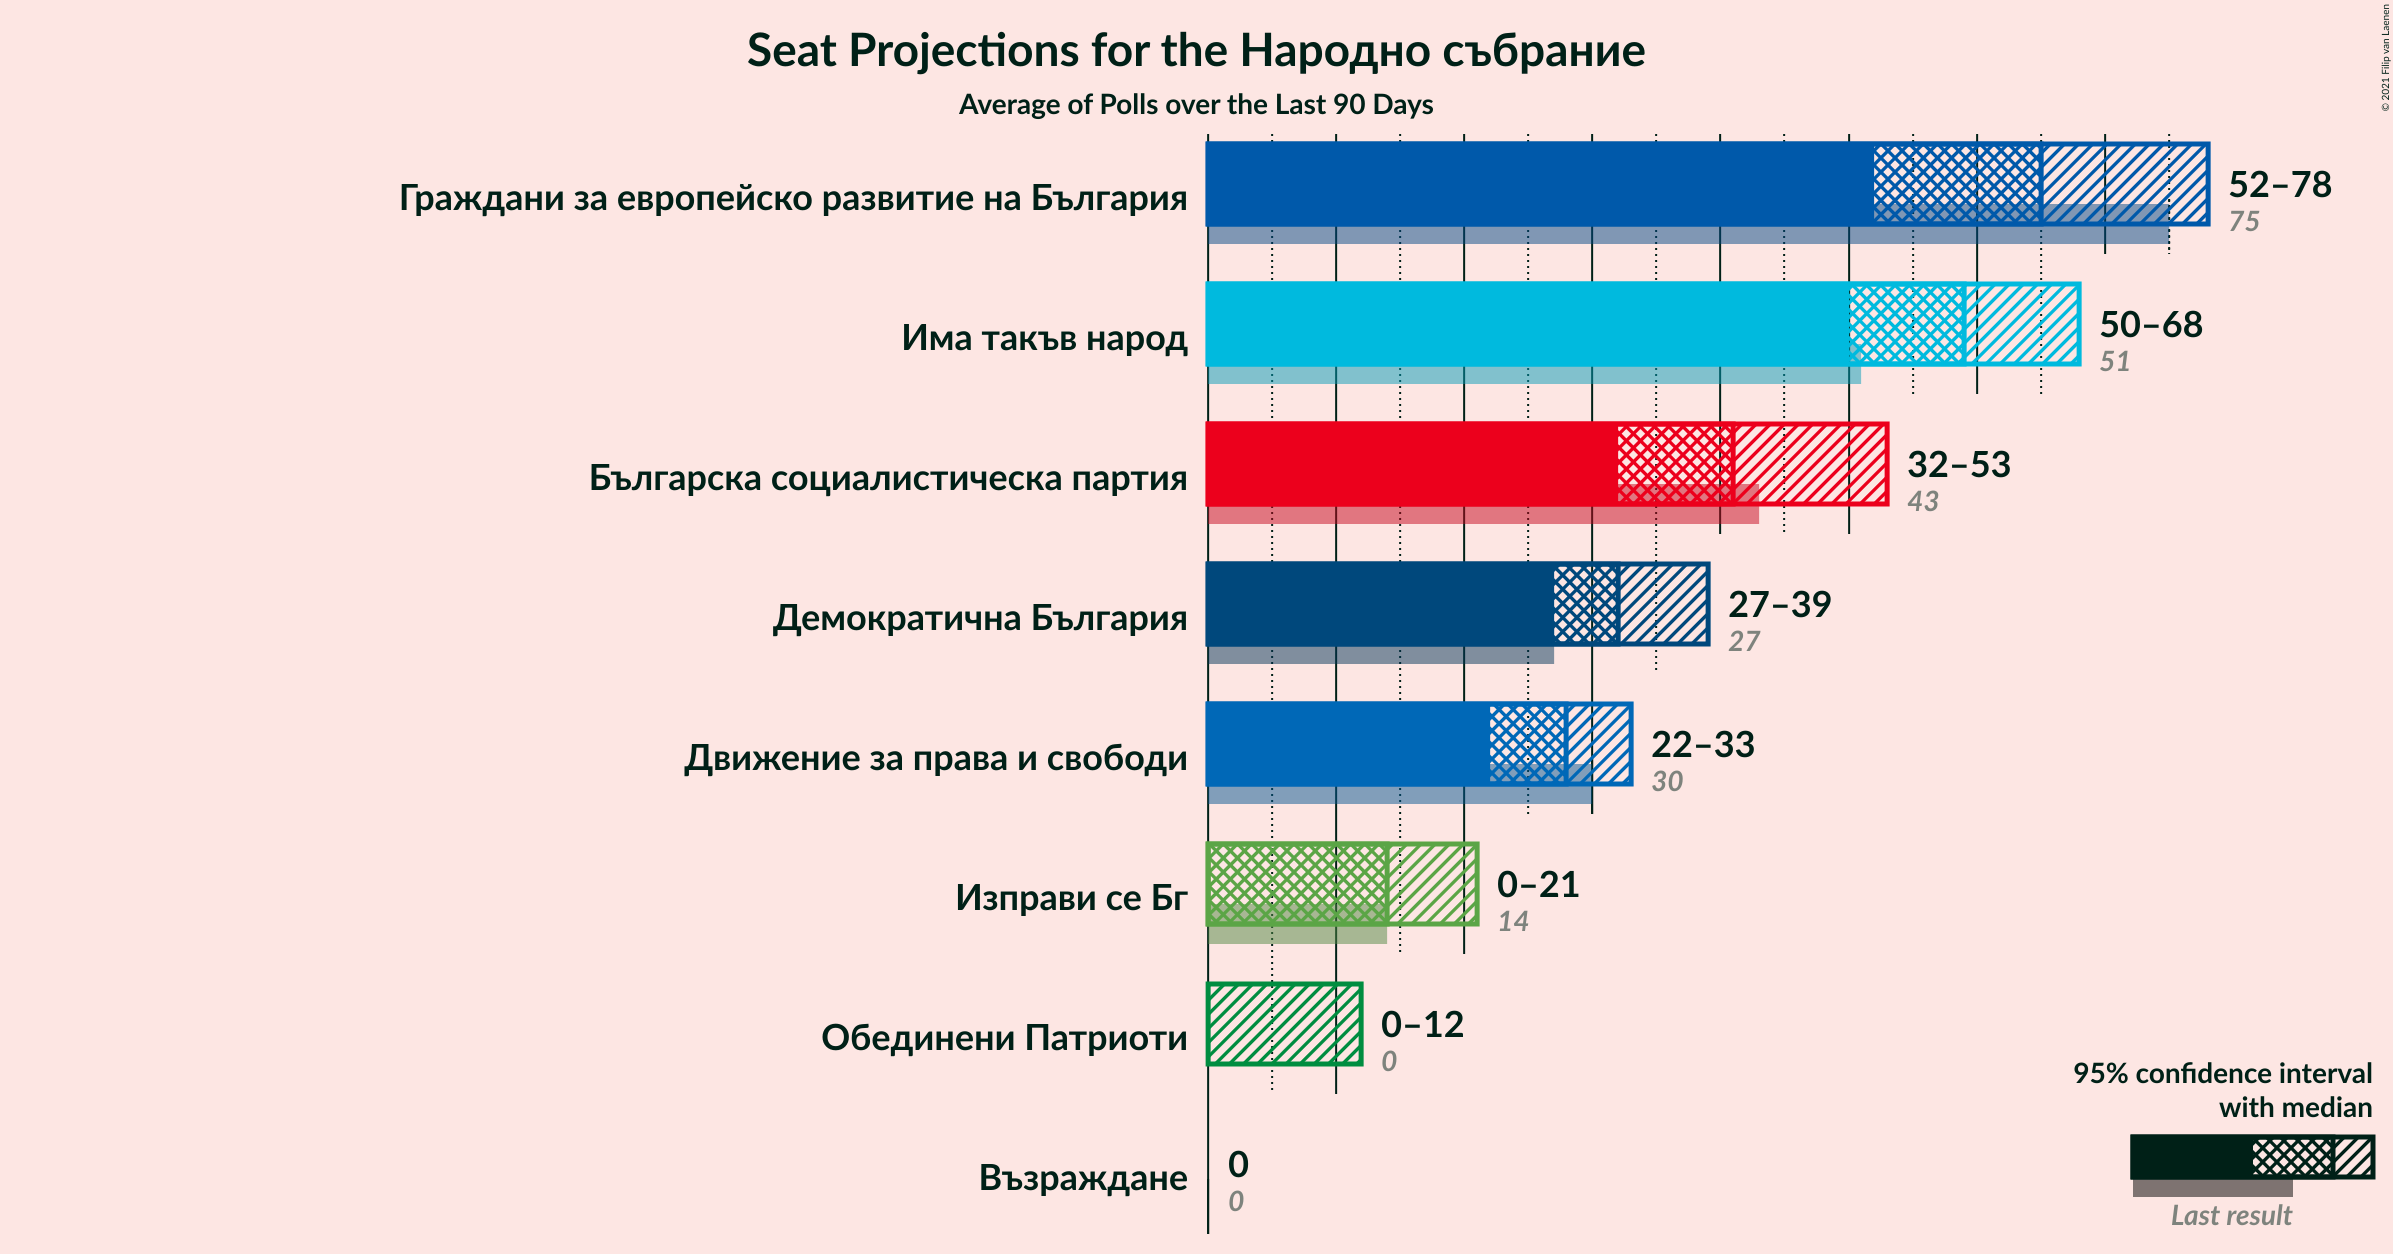 Seat Projections for the Народно събрание
Average of Polls over the Last 90 Days
© 2021 Filip van Laenen
Граждани за европейско развитие на България
52–78
75
Има такъв народ
50–68
51
Българска социалистическа партия
32–53
43
Демократична България
27–39
27
Движение за права и свободи
22–33
30
Изправи се Бг
0–21
14
Обединени Патриоти
0–12
0
Възраждане
0
0
95% confidence interval
with median
Last result